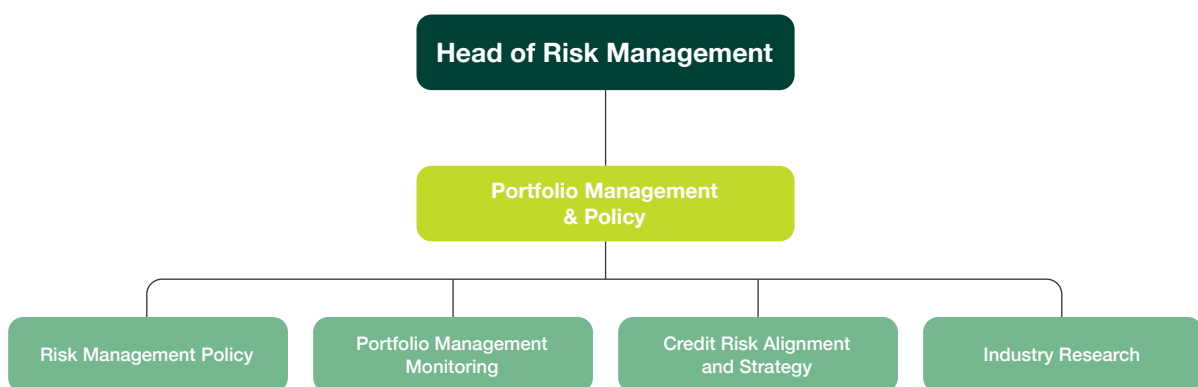 Head of Risk Management
Portfolio Management
& Policy
Risk Management Policy
Portfolio Management
Monitoring
Credit Risk Alignment
and Strategy
Industry Research